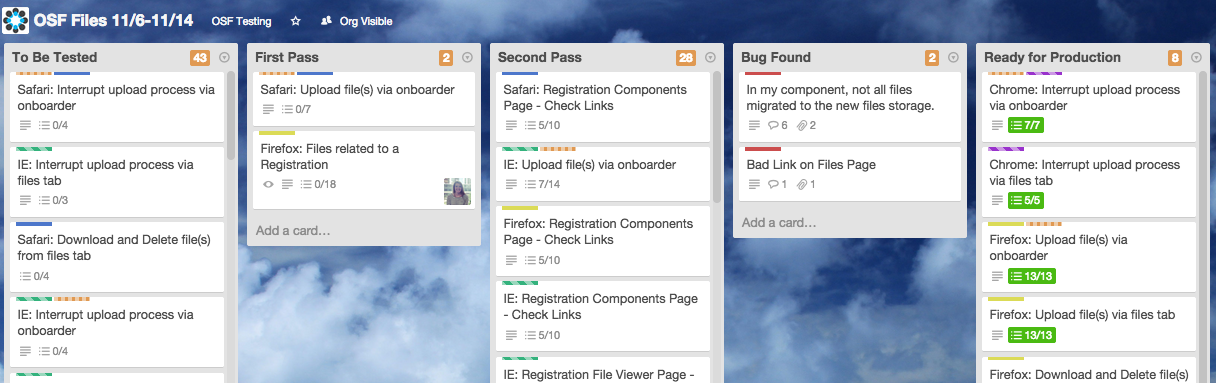 OSF Files 11/6-11/14
OSF Testing
Org Visible
To Be Tested
43
Safari: Interrupt upload process via
onboarder
0/4
IE: Interrupt upload process via
files tab
0/3
Safari: Download and Delete file(s)
from files tab
0/4
IE: Interrupt upload process via
onboarder
0/4
First Pass
2
Safari: Upload file(s) via onboarder
0/7
Firefox: Files related to a
Registration
0/18
Add a card…
Second Pass
28
Safari: Registration Components
Page - Check Links
5/10
IE: Upload file(s) via onboarder
7/14
Firefox: Registration Components
Page - Check Links
5/10
IE: Registration Components Page
- Check Links
5/10
IE: Registration File Viewer Page -
Bug Found
2
In my component, not all files
migrated to the new files storage.
6 2
Bad Link on Files Page
1 1
Add a card…
Ready for Production
8
Chrome: Interrupt upload process
via onboarder
7/7
Chrome: Interrupt upload process
via files tab
5/5
Firefox: Upload file(s) via
onboarder
13/13
Firefox: Upload file(s) via files tab
13/13
Firefox: Download and Delete file(s)